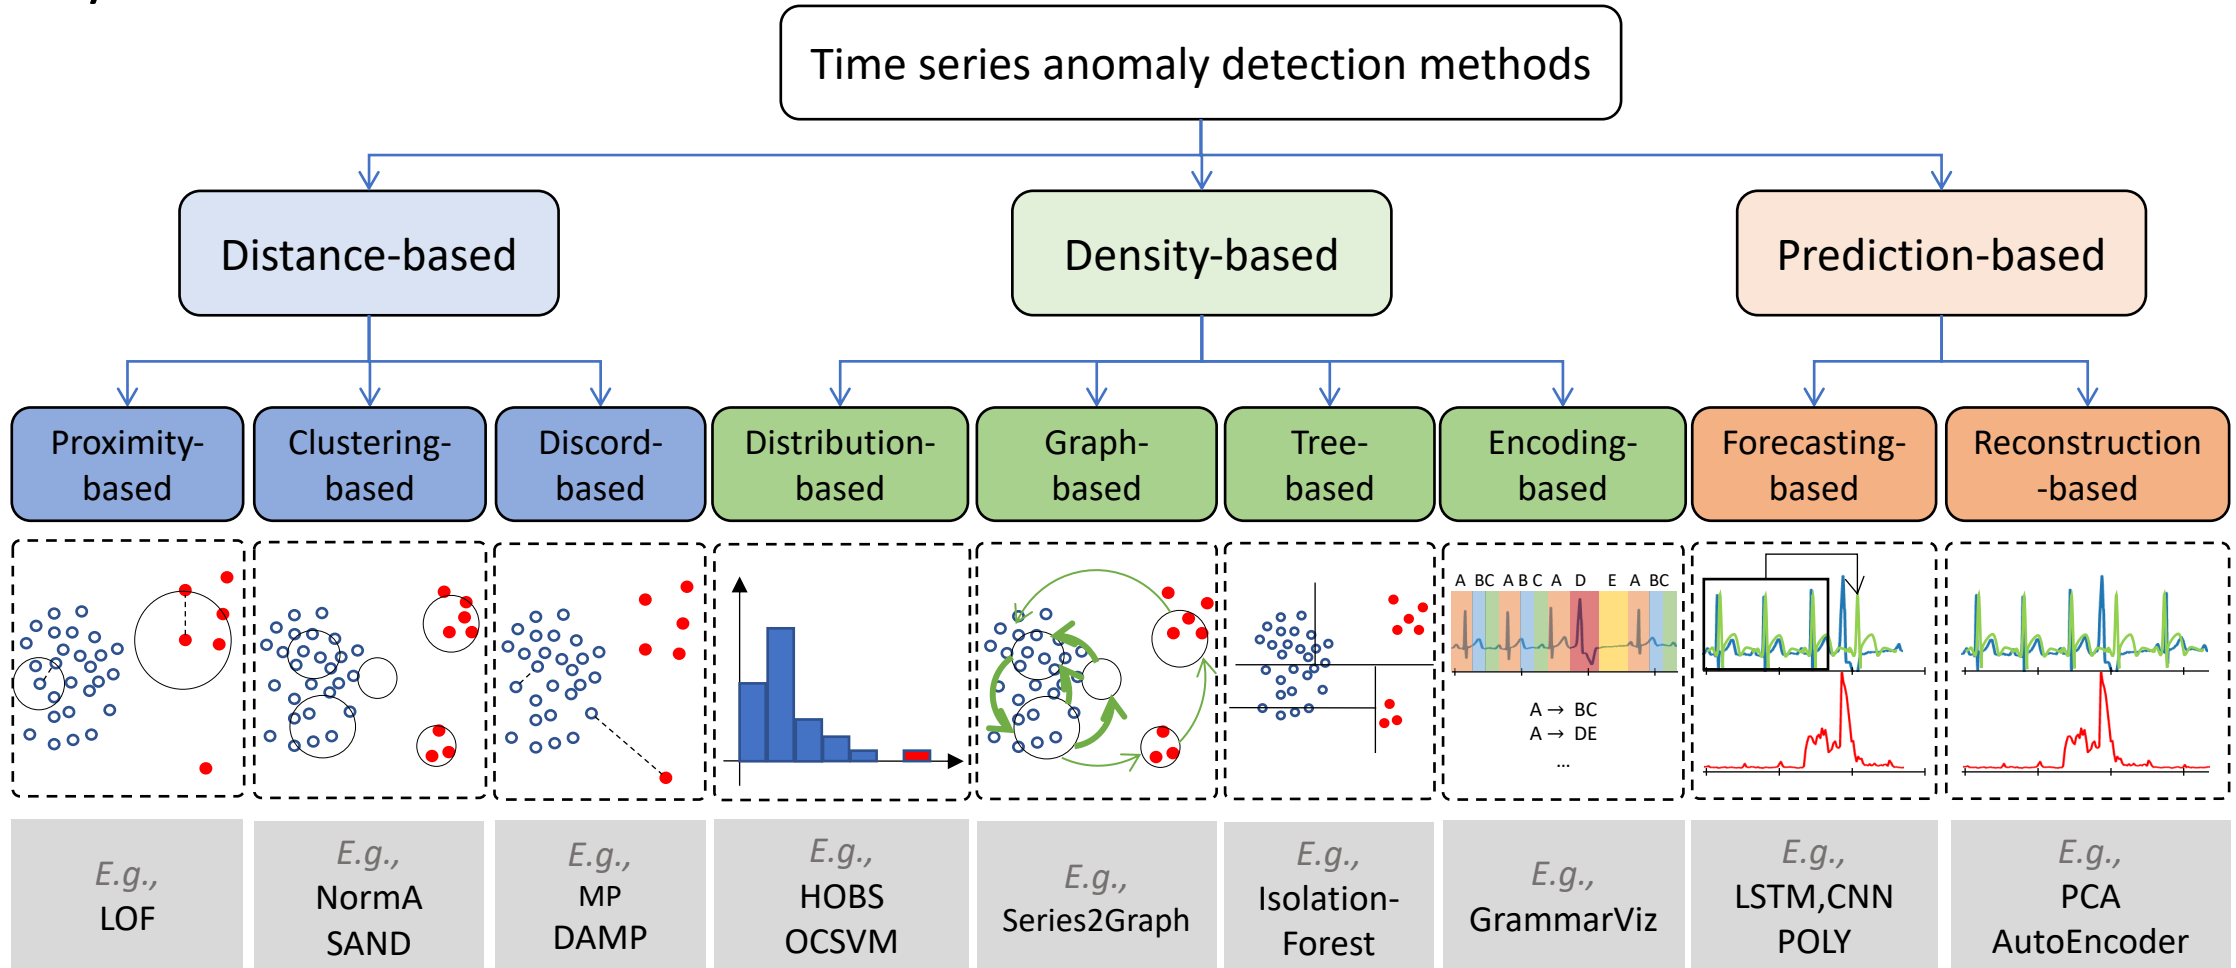 Time series anomaly detection methods
Distance-based
Density-based
Prediction-based
Proximity-
based
Clustering-
based
Discord-
based
Distribution-
based
Graph-
based
Tree-
based
Encoding-
based
Forecasting-
based
Reconstruction
-based
A BC A B C A D E A BC
A → BC
A → DE
...
E.g.,
LOF
E.g.,
NormA
SAND
E.g.,
MP
DAMP
E.g.,
HOBS
OCSVM
E.g.,
Series2Graph
E.g.,
Isolation-
Forest
E.g.,
GrammarViz
E.g.,
LSTM,CNN
POLY
E.g.,
PCA
AutoEncoder